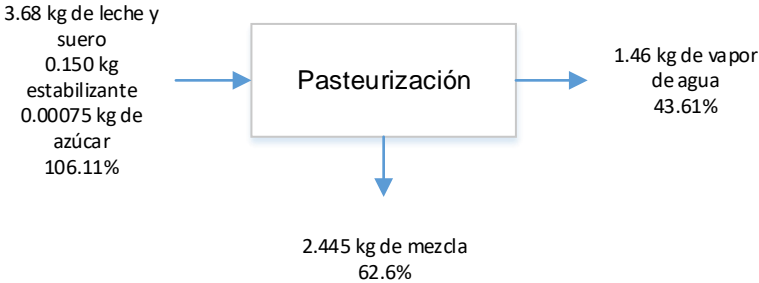 3.68 kg de leche y
suero
0.150 kg
estabilizante
0.00075 kg de
azúcar
106.11%
Pasteurización
1.46 kg de vapor
de agua
43.61%
2.445 kg de mezcla
62.6%